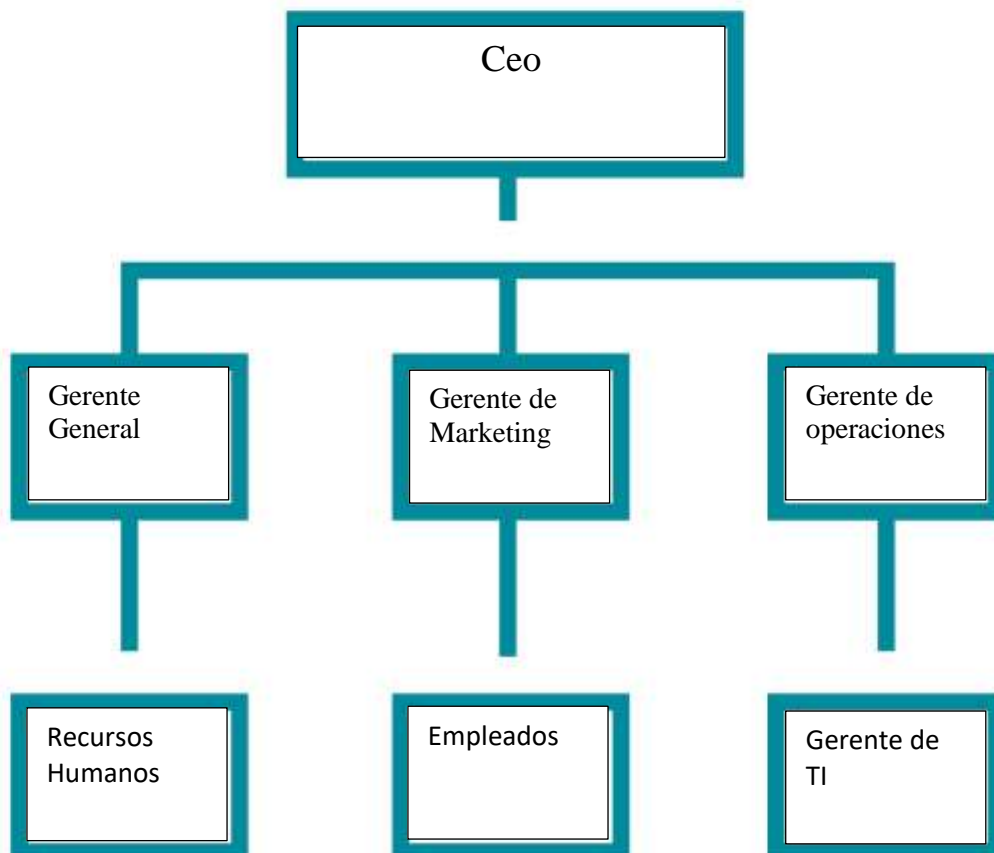 Ceo
Gerente
General
Gerente de
Marketing
Gerente de
operaciones
Recursos
Humanos
Empleados
Gerente de
TI